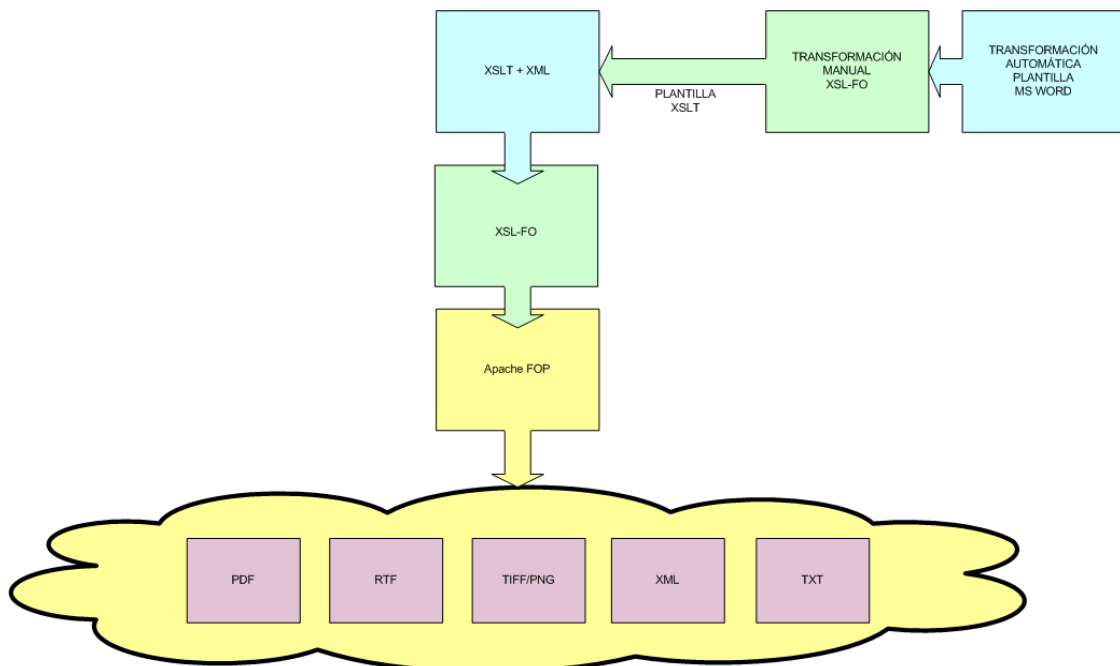 XSLT + XML
PLANTILLA
XSLT
TRANSFORMACIÓN
MANUAL
XSL-FO
TRANSFORMACIÓN
AUTOMÁTICA
PLANTILLA
MS WORD
XSL-FO
Apache FOP
PDF
RTF
TIFF/PNG
XML
TXT